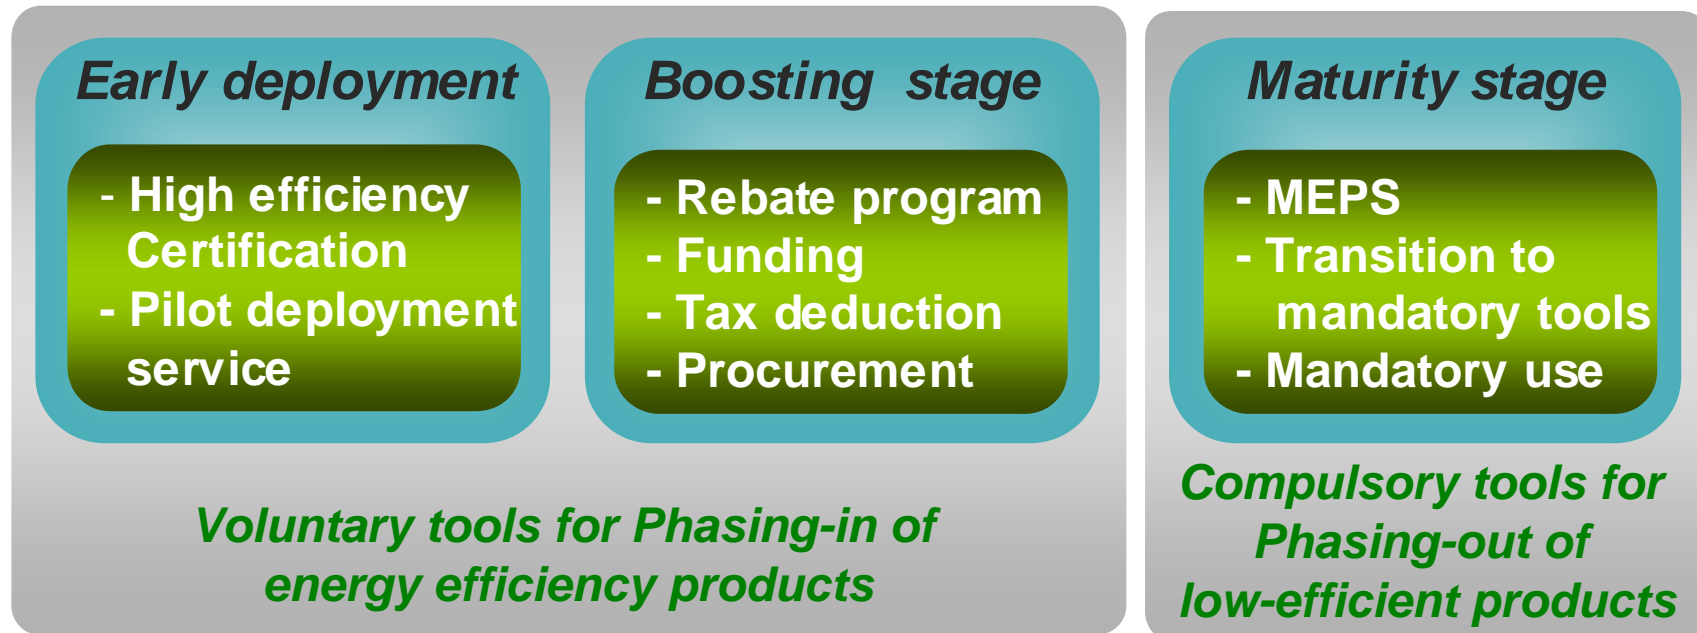 Early deployment
- High efficiency
Certification
- Pilot deployment
service
Boosting stage
- Rebate program
- Funding
- Tax deduction
- Procurement
Voluntary tools for Phasing-in of
energy efficiency products
Maturity stage
- MEPS
- Transition to
mandatory tools
- Mandatory use
Compulsory tools for
Phasing-out of
low-efficient products